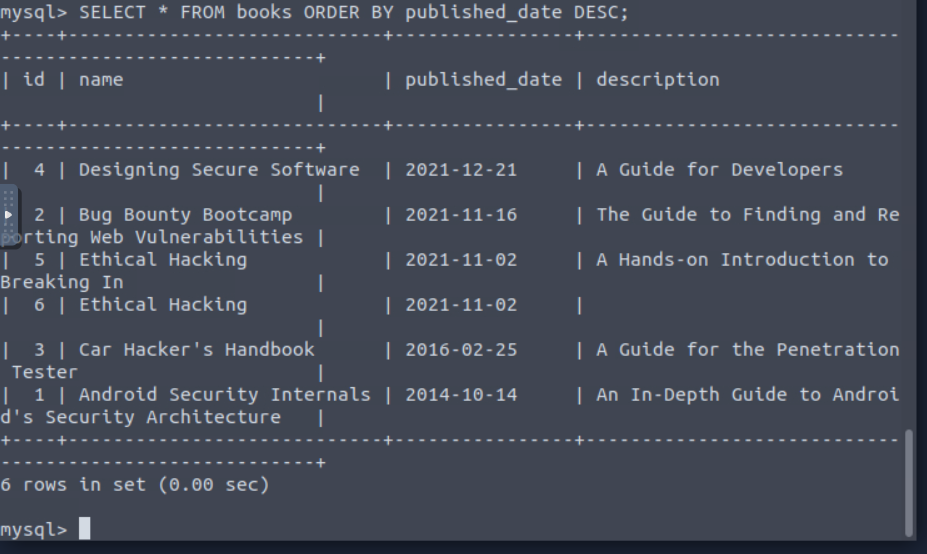 mysql> SELECT * FROM books ORDER BY published_date DESC;
+----+----------------------------+----------------+----------------------------
----------------------------+
| id | name                       | published_date | description
                            |
+----+----------------------------+----------------+----------------------------
----------------------------+
|  4 | Designing Secure Software  | 2021-12-21     | A Guide for Developers
                            |
|  2 | Bug Bounty Bootcamp        | 2021-11-16     | The Guide to Finding and Re
porting Web Vulnerabilities |
|  5 | Ethical Hacking            | 2021-11-02     | A Hands-on Introduction to
Breaking In                 |
|  6 | Ethical Hacking            | 2021-11-02     |
                            |
|  3 | Car Hacker's Handbook      | 2016-02-25     | A Guide for the Penetration
 Tester                     |
|  1 | Android Security Internals | 2014-10-14     | An In-Depth Guide to Androi
d's Security Architecture   |
+----+----------------------------+----------------+----------------------------
----------------------------+
6 rows in set (0.00 sec)
mysql>